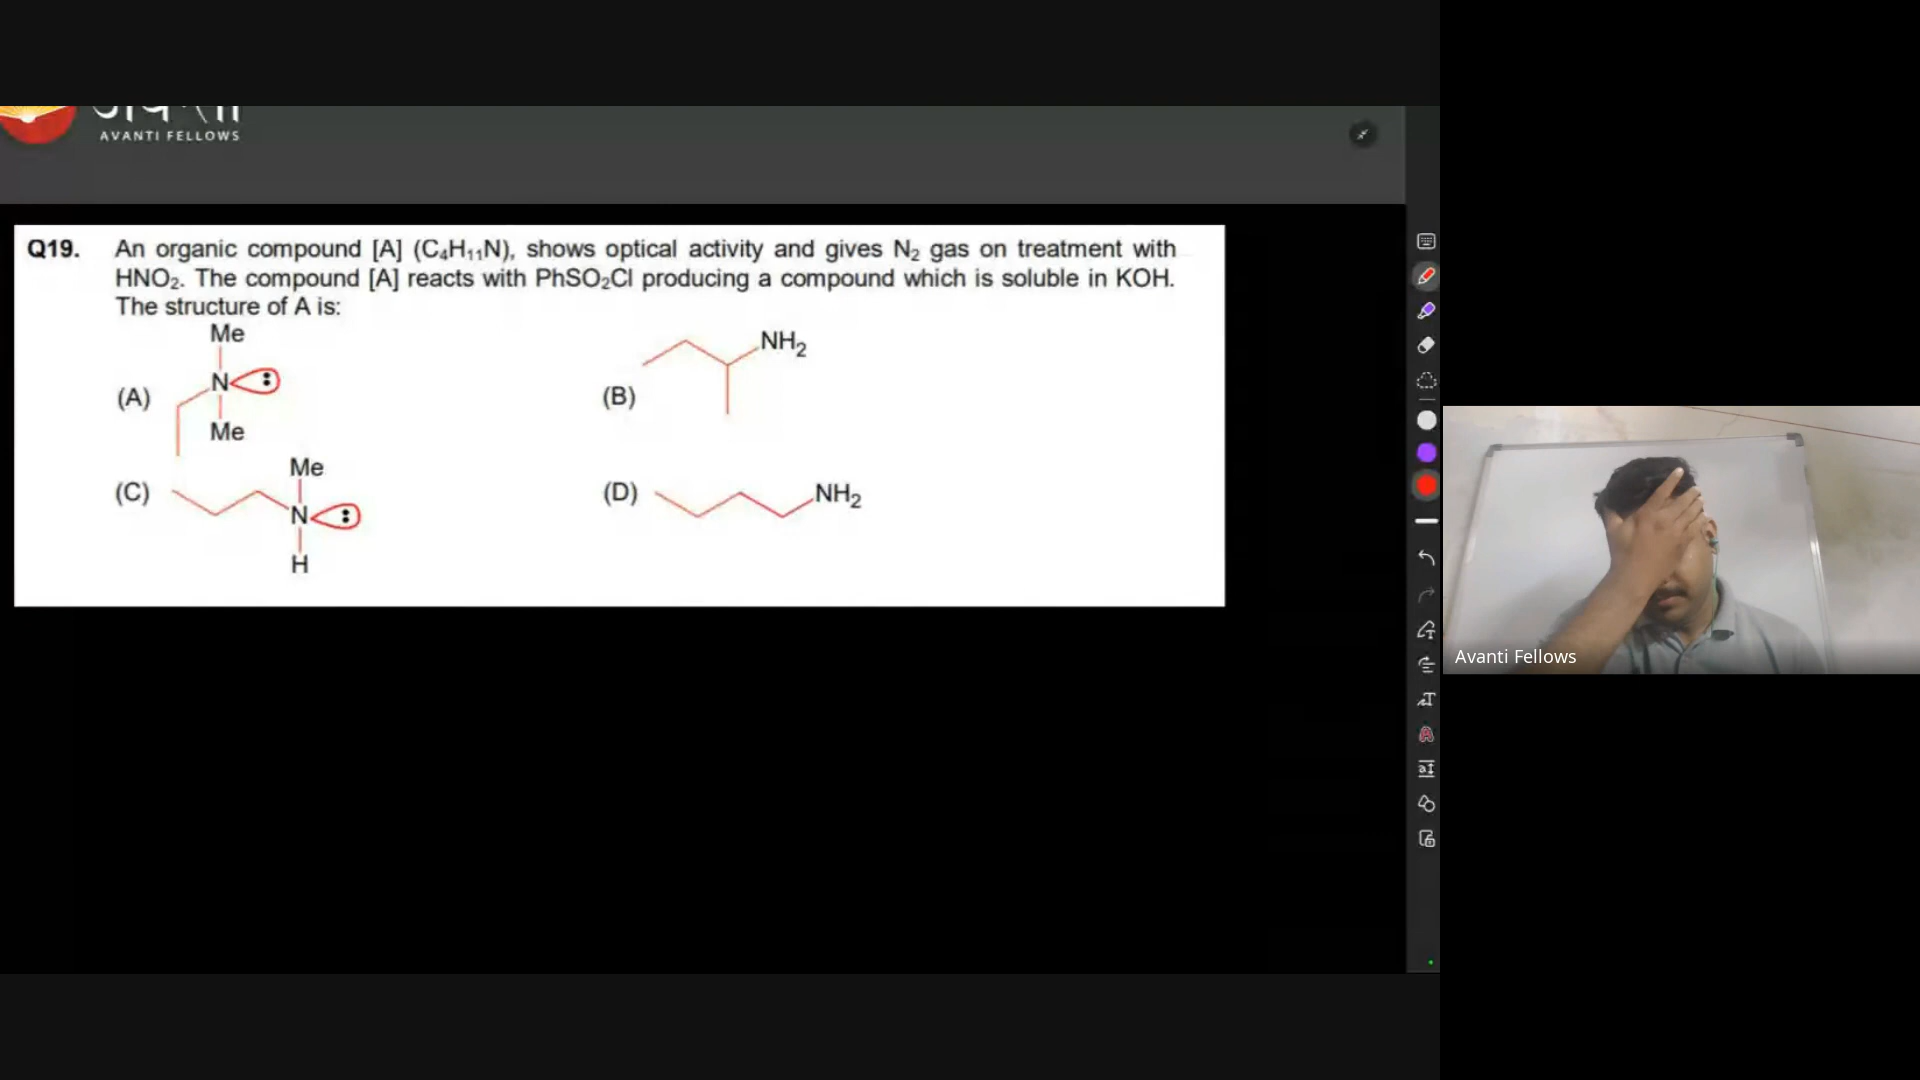 AVANTI FELLOWS
Q19. An organic compound [A] (C₄H₁₁N), shows optical activity and gives N₂ gas on treatment with
HNO₂. The compound [A] reacts with PhSO₂Cl producing a compound which is soluble in KOH.
The structure of A is:
(A) Me
N
Me
(B) NH₂
(C) Me
N
H
(D) NH₂
Avanti Fellows